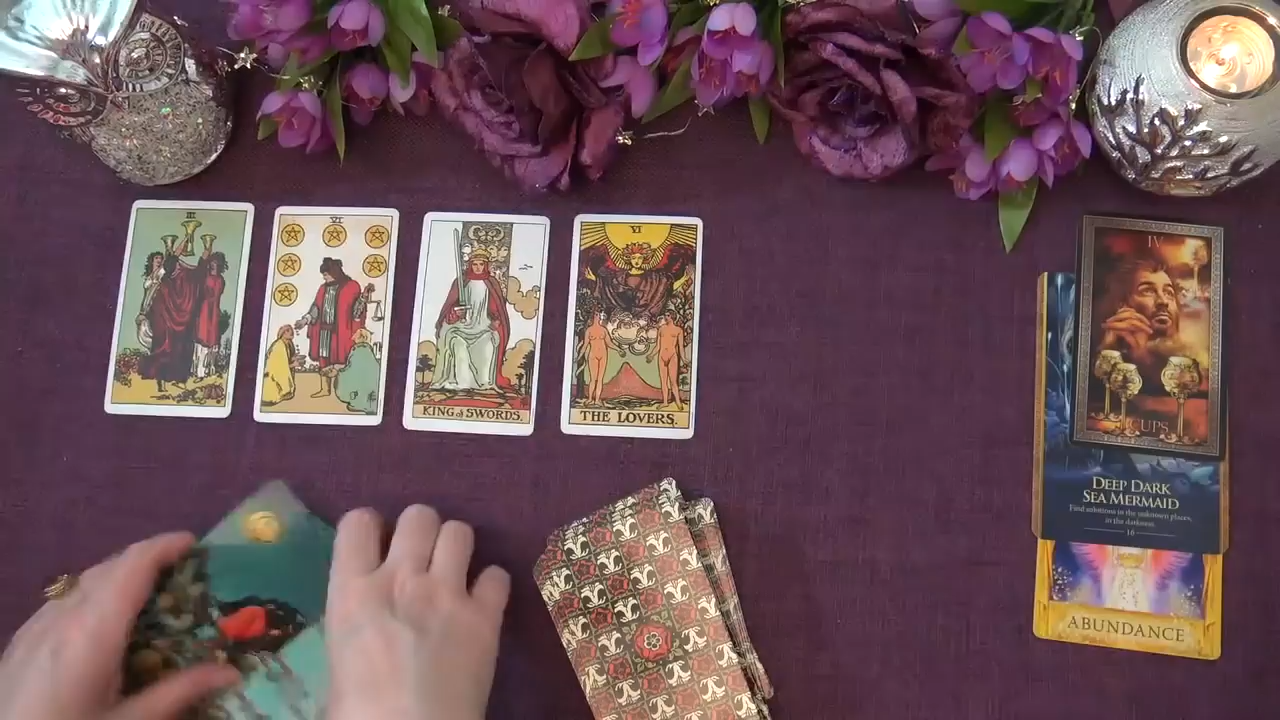 III
VI
KING of SWORDS.
VI
THE LOVERS.
IV
CUPS
DEEP DARK
SEA MERMAID
Find solutions in the unknown places,
in the darkness.
16
ABUNDANCE